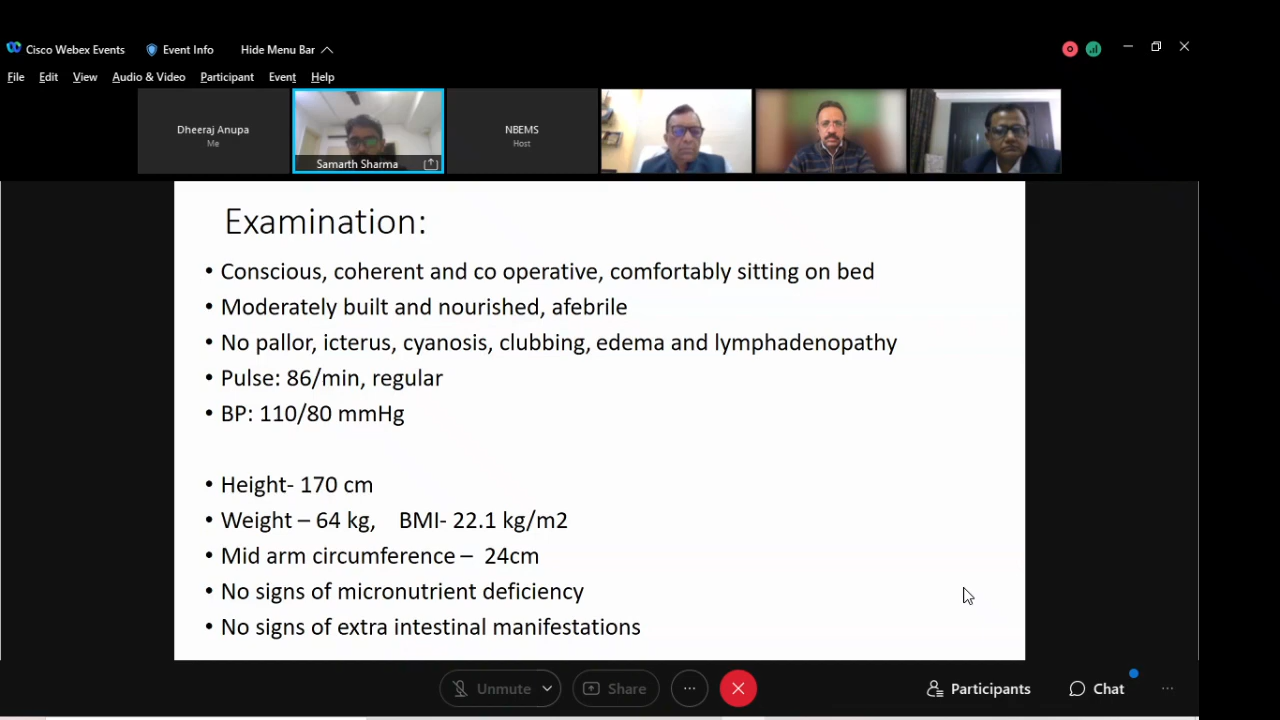 Cisco Webex Events
Event Info
Hide Menu Bar
File Edit View Audio & Video Participant Event Help
Dheeraj Anupa
Me
Samarth Sharma
NBEMS
Host
Examination:
• Conscious, coherent and co operative, comfortably sitting on bed
• Moderately built and nourished, afebrile
• No pallor, icterus, cyanosis, clubbing, edema and lymphadenopathy
• Pulse: 86/min, regular
• BP: 110/80 mmHg
• Height- 170 cm
• Weight – 64 kg, BMI- 22.1 kg/m2
• Mid arm circumference – 24cm
• No signs of micronutrient deficiency
• No signs of extra intestinal manifestations
Unmute
Share
Participants
Chat